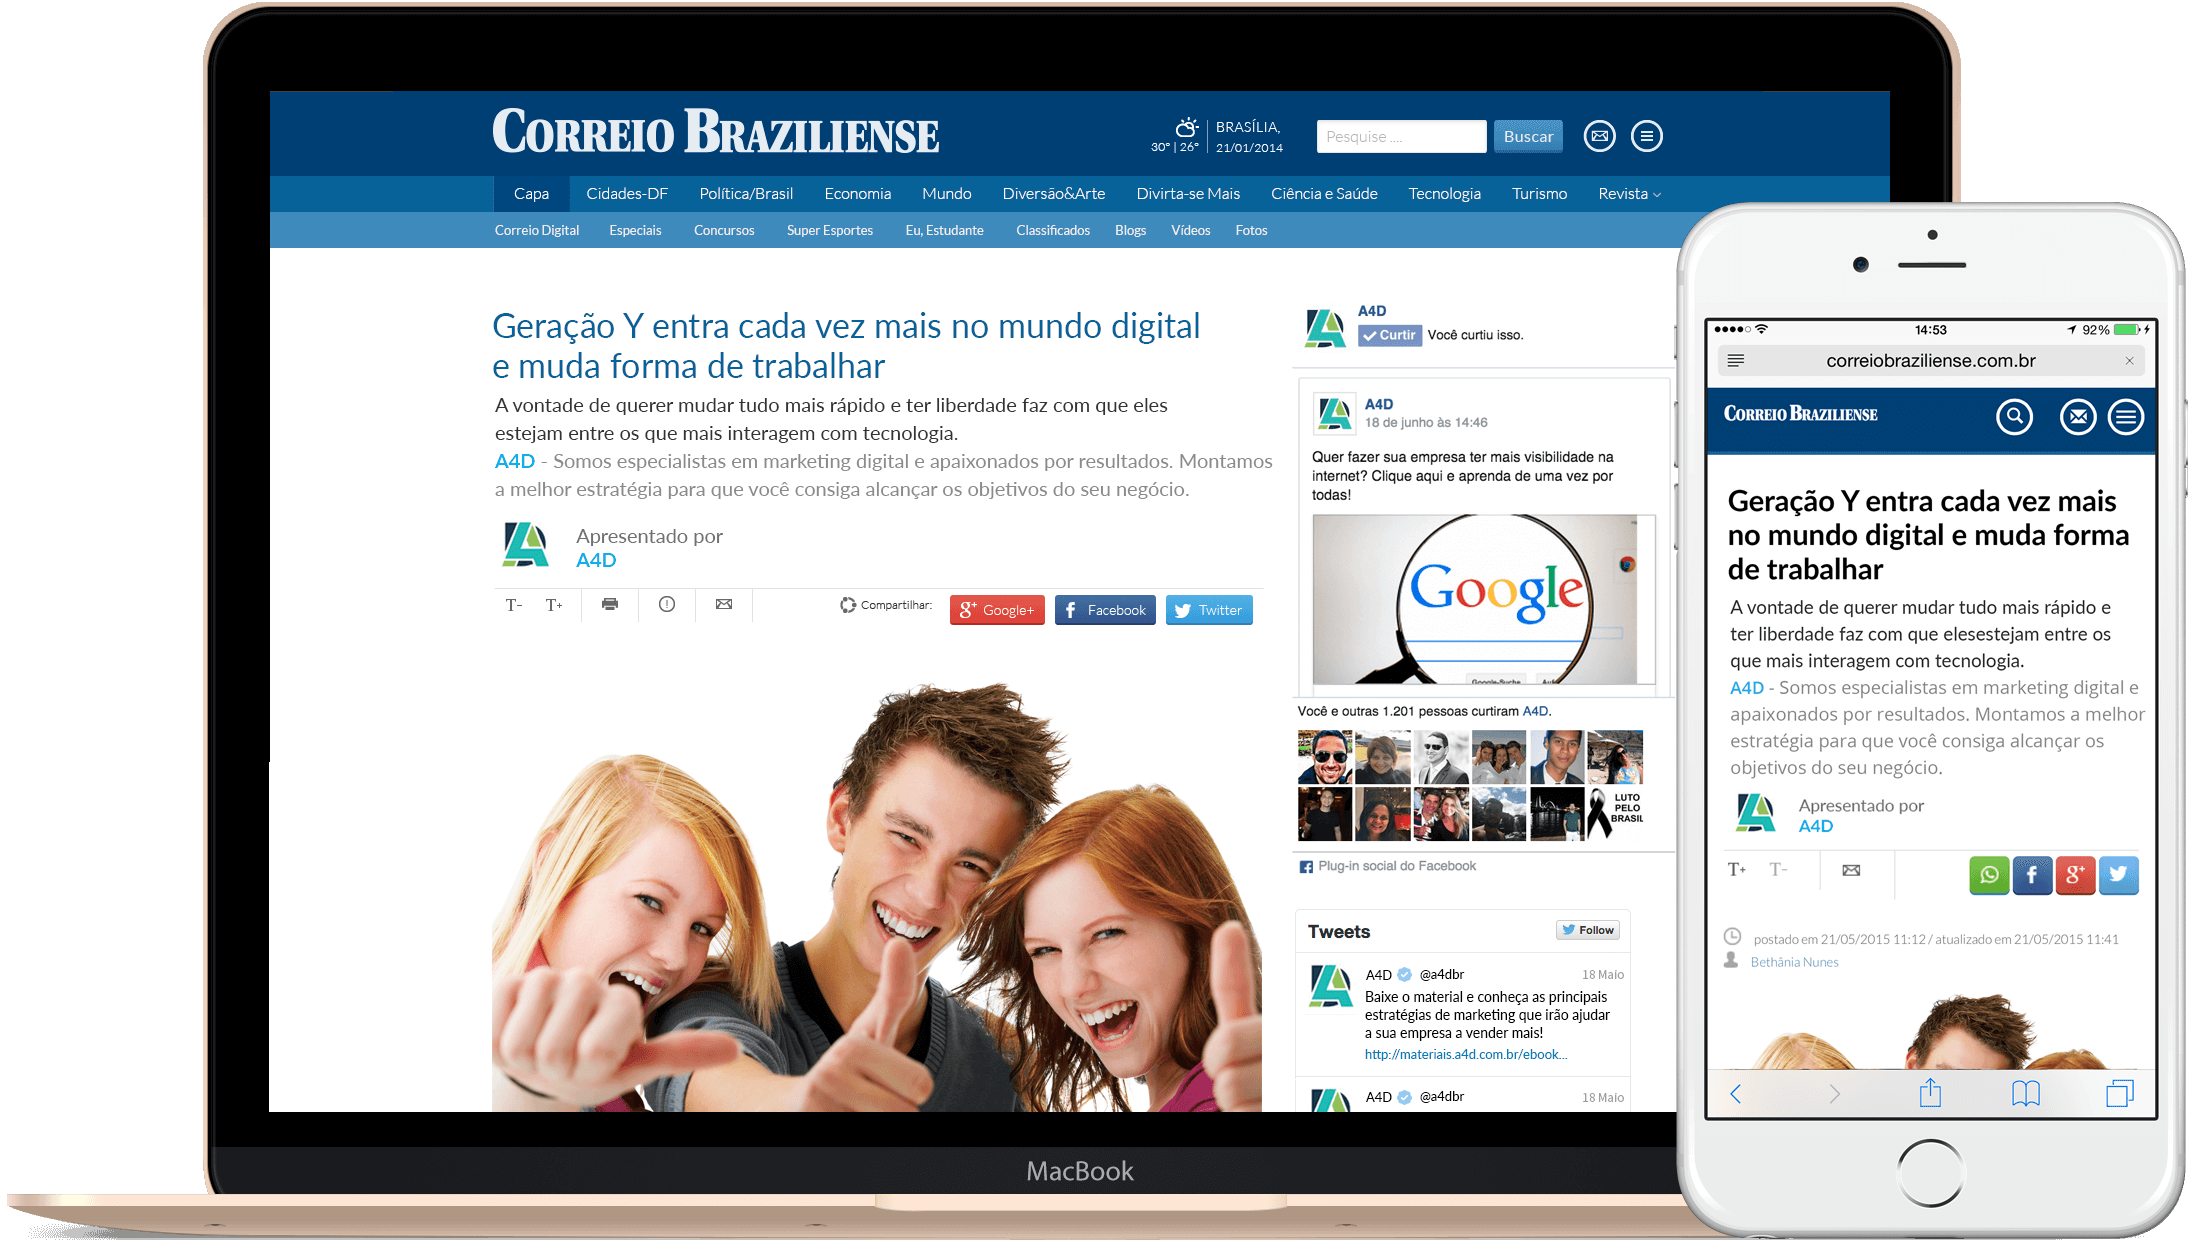 CORREIO BRAZILIENSE
30° | 26°
BRASÍLIA,
21/01/2014
Pesquise ....
Buscar
Capa Cidades-DF Política/Brasil Economia Mundo Diversão&Arte Divirta-se Mais Ciência e Saúde Tecnologia Turismo Revista
Correio Digital Especiais Concursos Super Esportes Eu, Estudante Classificados Blogs Vídeos Fotos
Geração Y entra cada vez mais no mundo digital
e muda forma de trabalhar
A vontade de querer mudar tudo mais rápido e ter liberdade faz com que eles
estejam entre os que mais interagem com tecnologia.
A4D - Somos especialistas em marketing digital e apaixonados por resultados. Montamos
a melhor estratégia para que você consiga alcançar os objetivos do seu negócio.
Apresentado por
A4D
T- T+
Compartilhar: Google+ Facebook Twitter
A4D
Curtir Você curtiu isso.
A4D
18 de junho às 14:46
Quer fazer sua empresa ter mais visibilidade na
internet? Clique aqui e aprenda de uma vez por
todas!
Google
Google-Suche
Você e outras 1.201 pessoas curtiram A4D.
LUTO
PELO
BRASIL
Plug-in social do Facebook
Tweets Follow
A4D @a4dbr 18 Maio
Baixe o material e conheça as principais
estratégias de marketing que irão ajudar
a sua empresa a vender mais!
http://materiais.a4d.com.br/ebook...
A4D @a4dbr 18 Maio
MacBook
14:53 92%
correiobraziliense.com.br
CORREIO BRAZILIENSE
Geração Y entra cada vez mais
no mundo digital e muda forma
de trabalhar
A vontade de querer mudar tudo mais rápido e
ter liberdade faz com que elesestejam entre os
que mais interagem com tecnologia.
A4D - Somos especialistas em marketing digital e
apaixonados por resultados. Montamos a melhor
estratégia para que você consiga alcançar os
objetivos do seu negócio.
Apresentado por
A4D
T+ T-
postado em 21/05/2015 11:12 / atualizado em 21/05/2015 11:41
Bethânia Nunes